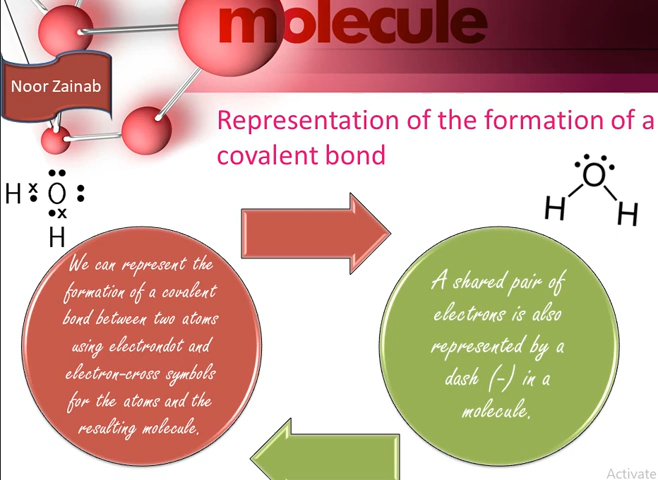 molecule
Noor Zainab
Representation of the formation of a
covalent bond
H x O
x
H
O
H H
We can represent the
formation of a covalent
bond between two atoms
using electrondot and
electron-cross symbols
for the atoms and the
resulting molecule.
A shared pair of
electrons is also
represented by a
dash (-) in a
molecule.
Activate